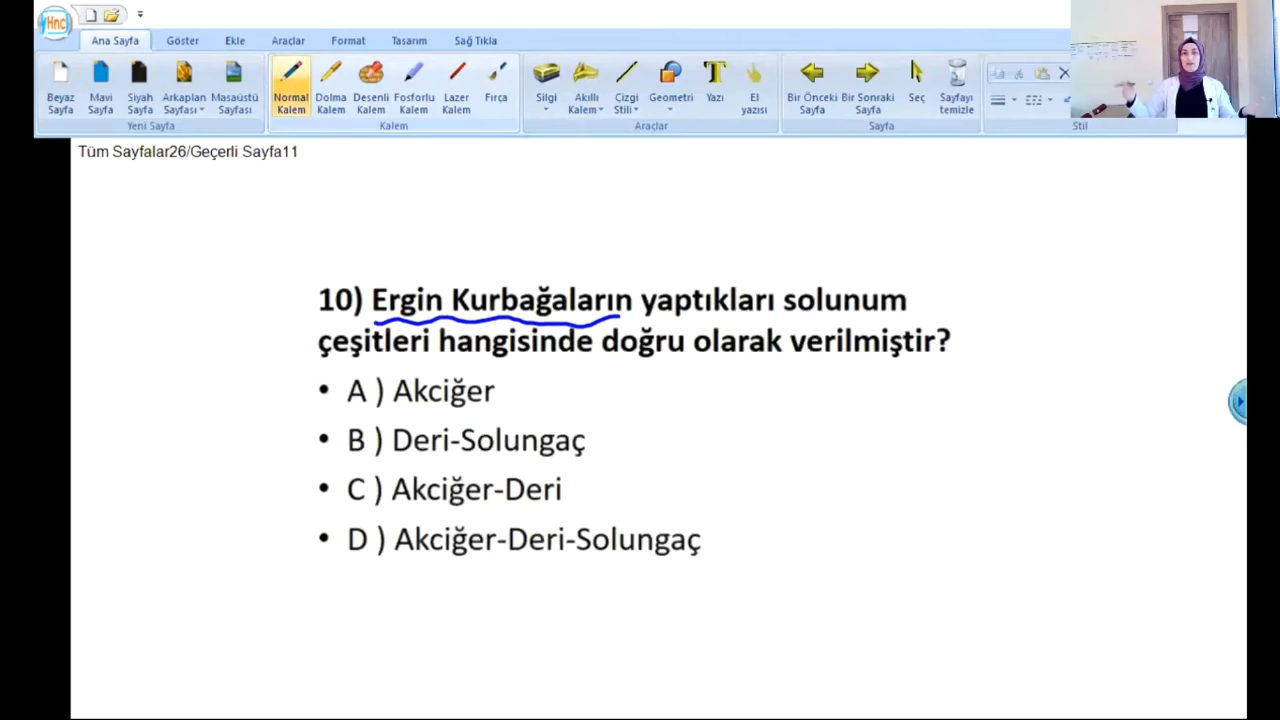 Hnc
Ana Sayfa Göster Ekle Araçlar Format Tasarım Sağ Tıkla
Beyaz Sayfa Mavi Sayfa Siyah Sayfa Arkaplan Sayfası Masaüstü Sayfası Normal Kalem Dolma Kalem Desenli Kalem Fosforlu Kalem Lazer Kalem Fırça Silgi Akıllı Kalem Çizgi Stili Geometri Yazı El yazısı Bir Önceki Sayfa Bir Sonraki Sayfa Seç Sayfayı temizle
Yeni Sayfa Kalem Araçlar Sayfa Stil
Tüm Sayfalar26/Geçerli Sayfa11
10) Ergin Kurbağaların yaptıkları solunum
çeşitleri hangisinde doğru olarak verilmiştir?
• A ) Akciğer
• B ) Deri-Solungaç
• C ) Akciğer-Deri
• D ) Akciğer-Deri-Solungaç